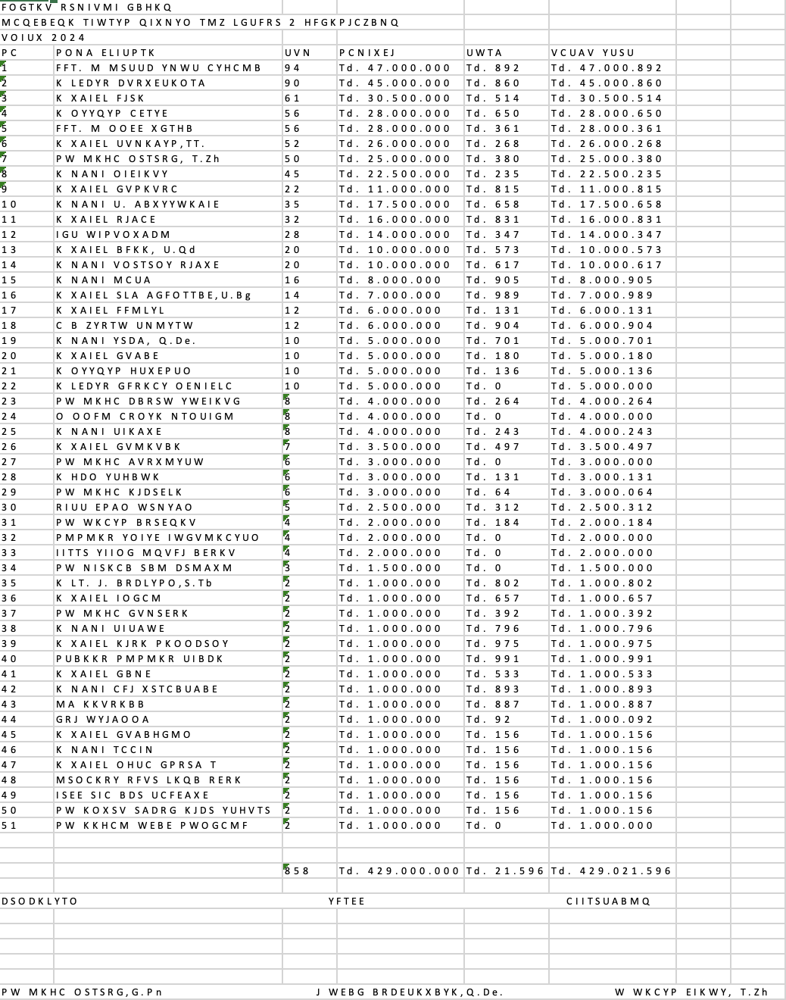 FOGTKV RSNIVMI GBHKQ
MCQEBEQK TIWTYP QIXNYO TMZ LGUFRS 2 HFGKPJCZBNQ
VOIUX 2024
PC PONA ELIUPTK UVN PCNIXEJ UWTA VCUAV YUSU
1 FFT. M MSUUD YNWU CYHCMB 94 Td. 47.000.000 Td. 892 Td. 47.000.892
2 K LEDYR DVRXEUKOTA 90 Td. 45.000.000 Td. 860 Td. 45.000.860
3 K XAIEL FJSK 61 Td. 30.500.000 Td. 514 Td. 30.500.514
4 K OYYQYP CETYE 56 Td. 28.000.000 Td. 650 Td. 28.000.650
5 FFT. M OOEE XGTHB 56 Td. 28.000.000 Td. 361 Td. 28.000.361
6 K XAIEL UVNKAYP,TT. 52 Td. 26.000.000 Td. 268 Td. 26.000.268
7 PW MKHC OSTSRG, T.Zh 50 Td. 25.000.000 Td. 380 Td. 25.000.380
8 K NANI OIEIKVY 45 Td. 22.500.000 Td. 235 Td. 22.500.235
9 K XAIEL GVPKVRC 22 Td. 11.000.000 Td. 815 Td. 11.000.815
10 K NANI U. ABXYYWKAIE 35 Td. 17.500.000 Td. 658 Td. 17.500.658
11 K XAIEL RJACE 32 Td. 16.000.000 Td. 831 Td. 16.000.831
12 IGU WIPVOXADM 28 Td. 14.000.000 Td. 347 Td. 14.000.347
13 K XAIEL BFKK, U.Qd 20 Td. 10.000.000 Td. 573 Td. 10.000.573
14 K NANI VOSTSOY RJAXE 20 Td. 10.000.000 Td. 617 Td. 10.000.617
15 K NANI MCUA 16 Td. 8.000.000 Td. 905 Td. 8.000.905
16 K XAIEL SLA AGFOTTBE,U.Bg 14 Td. 7.000.000 Td. 989 Td. 7.000.989
17 K XAIEL FFMLYL 12 Td. 6.000.000 Td. 131 Td. 6.000.131
18 C B ZYRTW UNMYTW 12 Td. 6.000.000 Td. 904 Td. 6.000.904
19 K NANI YSDA, Q.De. 10 Td. 5.000.000 Td. 701 Td. 5.000.701
20 K XAIEL GVABE 10 Td. 5.000.000 Td. 180 Td. 5.000.180
21 K OYYQYP HUXEPUO 10 Td. 5.000.000 Td. 136 Td. 5.000.136
22 K LEDYR GFRKCY OENIELC 10 Td. 5.000.000 Td. 0 Td. 5.000.000
23 PW MKHC DBRSW YWEIKVG 8 Td. 4.000.000 Td. 264 Td. 4.000.264
24 O OOFM CROYK NTOUIGM 8 Td. 4.000.000 Td. 0 Td. 4.000.000
25 K NANI UIKAXE 8 Td. 4.000.000 Td. 243 Td. 4.000.243
26 K XAIEL GVMKVBK 7 Td. 3.500.000 Td. 497 Td. 3.500.497
27 PW MKHC AVRXMYUW 6 Td. 3.000.000 Td. 0 Td. 3.000.000
28 K HDO YUHBWK 6 Td. 3.000.000 Td. 131 Td. 3.000.131
29 PW MKHC KJDSELK 6 Td. 3.000.000 Td. 64 Td. 3.000.064
30 RIUU EPAO WSNYAO 5 Td. 2.500.000 Td. 312 Td. 2.500.312
31 PW WKCYP BRSEQKV 4 Td. 2.000.000 Td. 184 Td. 2.000.184
32 PMPMKR YOIYE IWGVMKCYUO 4 Td. 2.000.000 Td. 0 Td. 2.000.000
33 IITTS YIIOG MQVFJ BERKV 4 Td. 2.000.000 Td. 0 Td. 2.000.000
34 PW NISKCB SBM DSMAXM 3 Td. 1.500.000 Td. 0 Td. 1.500.000
35 K LT. J. BRDLYPO,S.Tb 2 Td. 1.000.000 Td. 802 Td. 1.000.802
36 K XAIEL IOGCM 2 Td. 1.000.000 Td. 657 Td. 1.000.657
37 PW MKHC GVNSERK 2 Td. 1.000.000 Td. 392 Td. 1.000.392
38 K NANI UIUAWE 2 Td. 1.000.000 Td. 796 Td. 1.000.796
39 K XAIEL KJRK PKOODSOY 2 Td. 1.000.000 Td. 975 Td. 1.000.975
40 PUBKKR PMPMKR UIBDK 2 Td. 1.000.000 Td. 991 Td. 1.000.991
41 K XAIEL GBNE 2 Td. 1.000.000 Td. 533 Td. 1.000.533
42 K NANI CFJ XSTCBUABE 2 Td. 1.000.000 Td. 893 Td. 1.000.893
43 MA KKVRKBB 2 Td. 1.000.000 Td. 887 Td. 1.000.887
44 GRJ WYJAOOA 2 Td. 1.000.000 Td. 92 Td. 1.000.092
45 K XAIEL GVABHGMO 2 Td. 1.000.000 Td. 156 Td. 1.000.156
46 K NANI TCCIN 2 Td. 1.000.000 Td. 156 Td. 1.000.156
47 K XAIEL OHUC GPRSA T 2 Td. 1.000.000 Td. 156 Td. 1.000.156
48 MSOCKRY RFVS LKQB RERK 2 Td. 1.000.000 Td. 156 Td. 1.000.156
49 ISEE SIC BDS UCFEAXE 2 Td. 1.000.000 Td. 156 Td. 1.000.156
50 PW KOXSV SADRG KJDS YUHVTS 2 Td. 1.000.000 Td. 156 Td. 1.000.156
51 PW KKHCM WEBE PWOGCMF 2 Td. 1.000.000 Td. 0 Td. 1.000.000
858 Td. 429.000.000 Td. 21.596 Td. 429.021.596
DSODKLYTO YFTEE CIITSUABMQ
PW MKHC OSTSRG,G.Pn J WEBG BRDEUKXBYK,Q.De. W WKCYP EIKWY, T.Zh